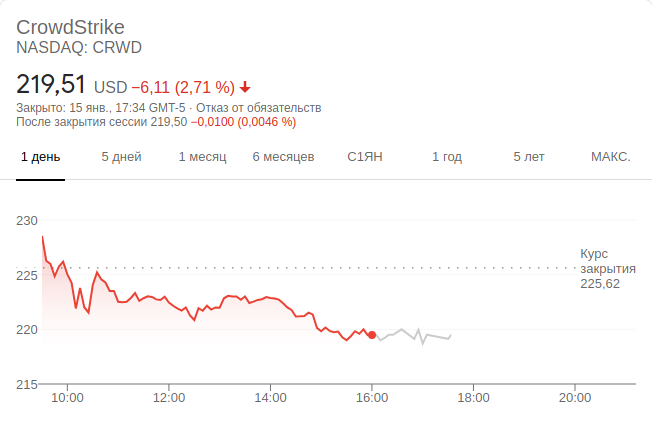 CrowdStrike
NASDAQ: CRWD
219,51 USD −6,11 (2,71 %)
Закрыто: 15 янв., 17:34 GMT-5 · Отказ от обязательств
После закрытия сессии 219,50 −0,0100 (0,0046 %)
1 день 5 дней 1 месяц 6 месяцев С1ЯН 1 год 5 лет МАКС.
230
Курс
225 закрытия
225,62
220
215
10:00 12:00 14:00 16:00 18:00 20:00